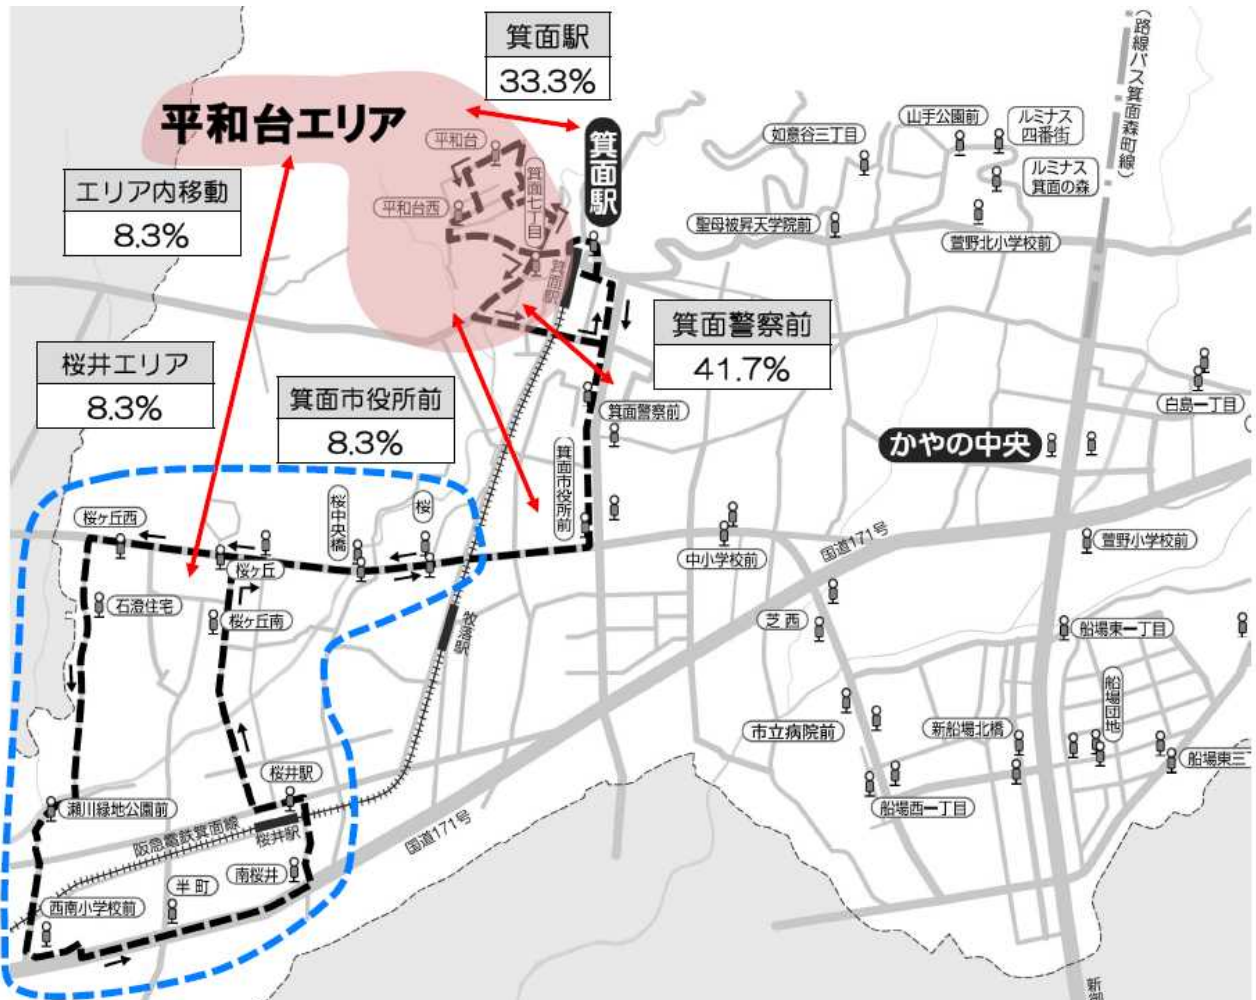 箕面駅
33.3%
平和台エリア
エリア内移動
8.3%
桜井エリア
8.3%
箕面市役所前
8.3%
箕面警察前
41.7%
平和台
平和台西
箕面七丁目
箕面駅
箕面駅
如意谷三丁目
山手公園前
ルミナス
四番街
ルミナス
箕面の森
聖母被昇天学院前
萱野北小学校前
(路線バス箕面森町線)
白島一丁目
箕面警察前
かやの中央
箕面市役所前
桜ヶ丘西
桜中央橋
桜
桜ヶ丘
石澄住宅
桜ヶ丘南
牧落駅
中小学校前
国道171号
萱野小学校前
芝西
船場東一丁目
船場団地
市立病院前
新船場北橋
船場東三
船場西一丁目
桜井駅
瀬川緑地公園前
阪急電鉄箕面線
桜井駅
国道171号
南桜井
半町
西南小学校前
新御